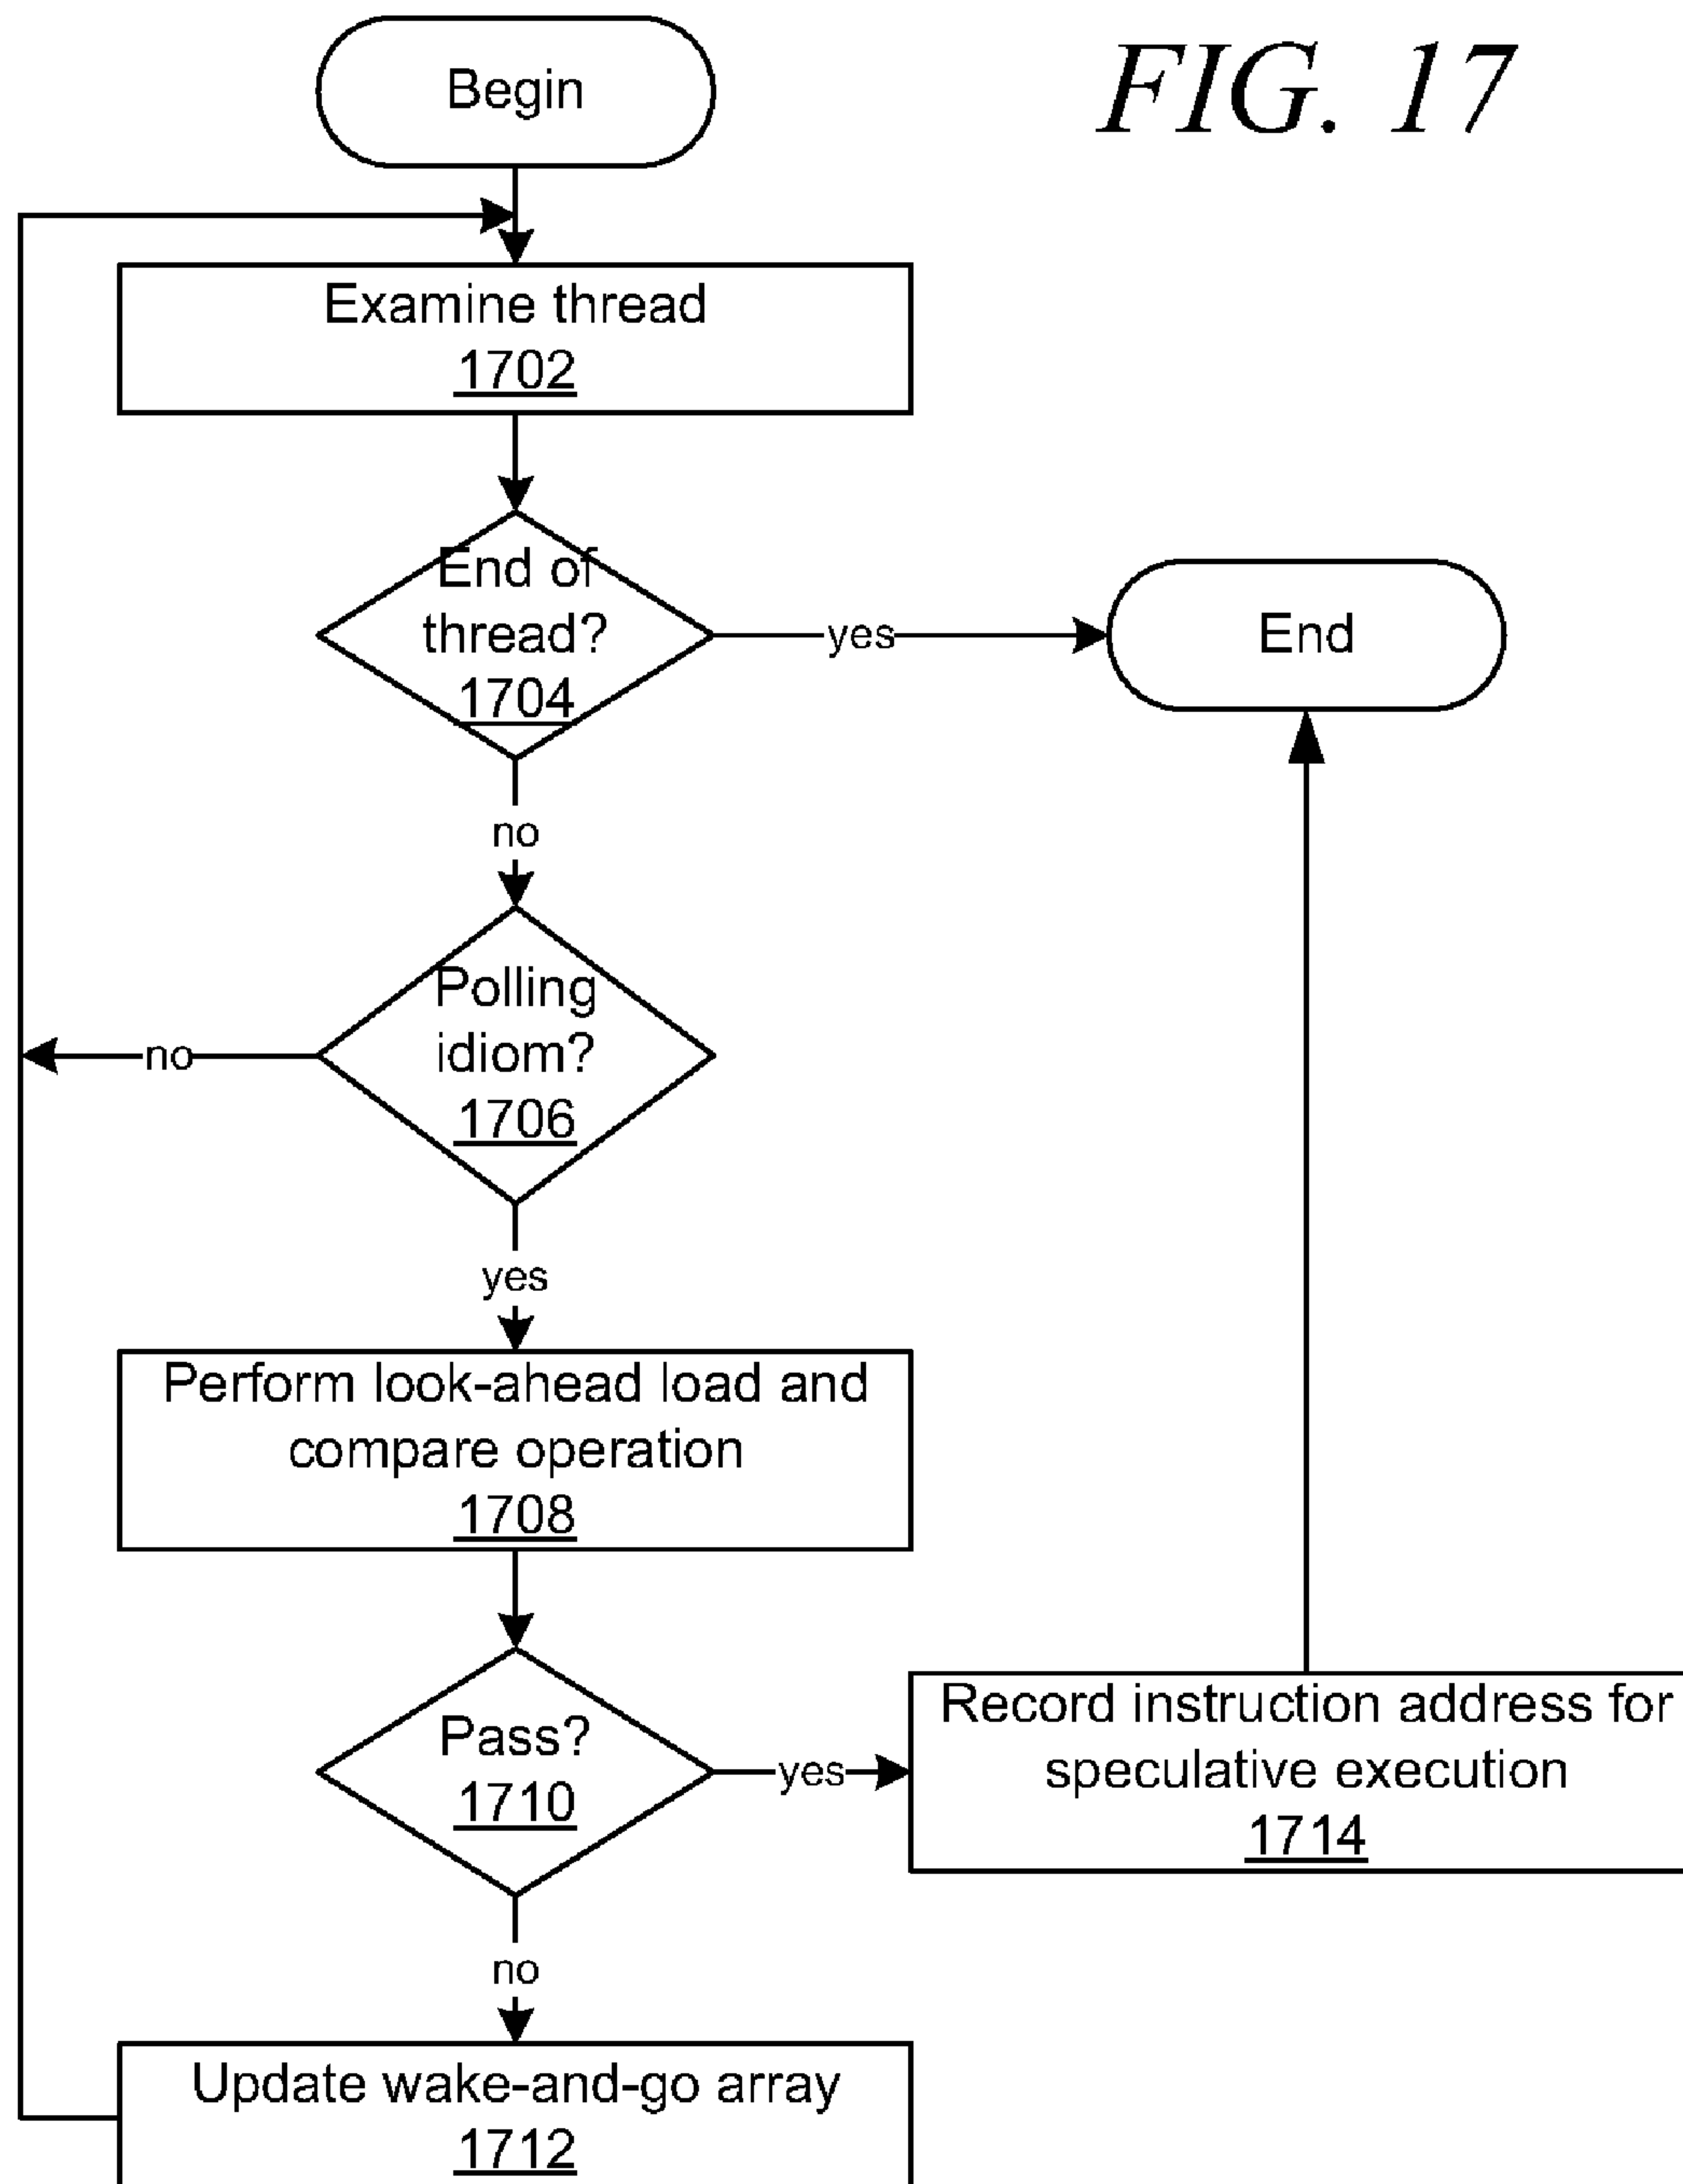 FIG. 17
Begin
Examine thread
1702
End of
thread?
1704
yes
End
no
Polling
idiom?
1706
no
yes
Perform look-ahead load and
compare operation
1708
Pass?
1710
yes
Record instruction address for
speculative execution
1714
no
Update wake-and-go array
1712